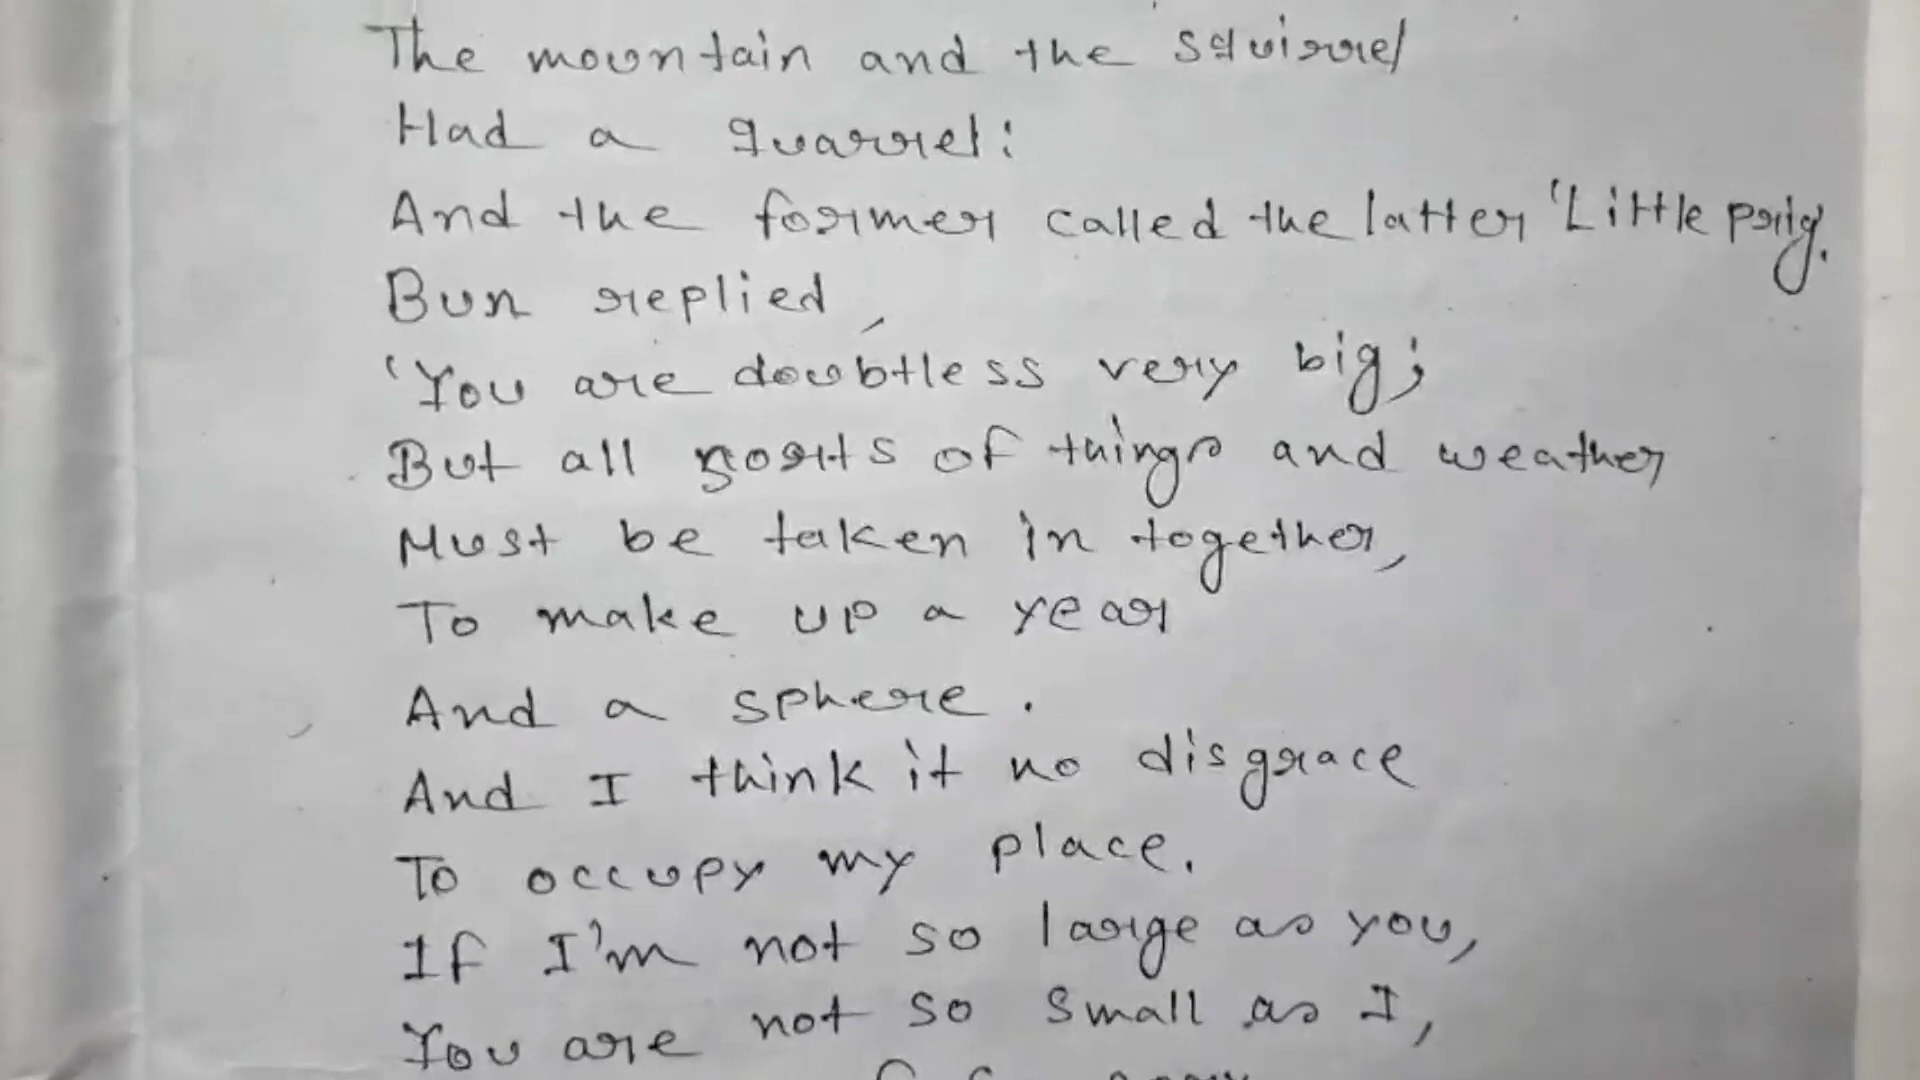 The mountain and the squirrel
Had a quarrel:
And the former called the latter 'Little prig'.
Bun replied,
'You are doubtless very big;
But all sorts of things and weather
Must be taken in together,
To make up a year
And a sphere.
And I think it no disgrace
To occupy my place.
If I'm not so large as you,
You are not so small as I,